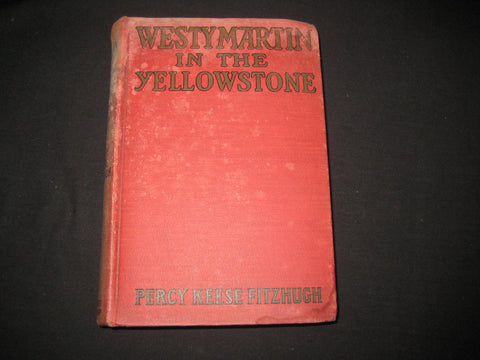 WESTY MARTIN
IN THE
YELLOWSTONE
PERCY KEESE FITZHUGH